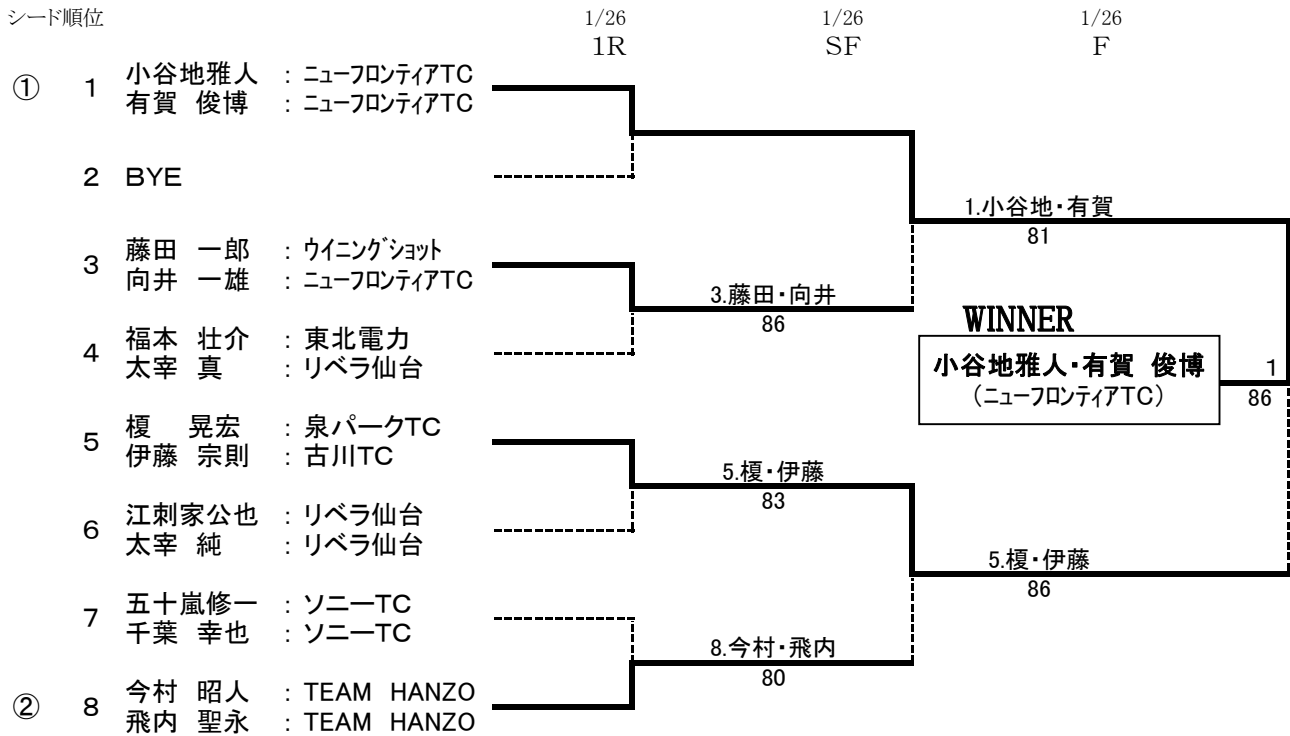 シード順位 1/26 1/26 1/26
1R SF F
① 1 小谷地雅人 : ニューフロンティアTC
有賀 俊博 : ニューフロンティアTC
2 BYE
1.小谷地・有賀
81
3 藤田 一郎 : ウイニングショット
向井 一雄 : ニューフロンティアTC
3.藤田・向井
86
4 福本 壮介 : 東北電力
太宰 真 : リベラ仙台
WINNER
小谷地雅人・有賀 俊博 1
(ニューフロンティアTC) 86
5 榎 晃宏 : 泉パークTC
伊藤 宗則 : 古川TC
5.榎・伊藤
83
6 江刺家公也 : リベラ仙台
太宰 純 : リベラ仙台
5.榎・伊藤
86
7 五十嵐修一 : ソニーTC
千葉 幸也 : ソニーTC
8.今村・飛内
80
② 8 今村 昭人 : TEAM HANZO
飛内 聖永 : TEAM HANZO